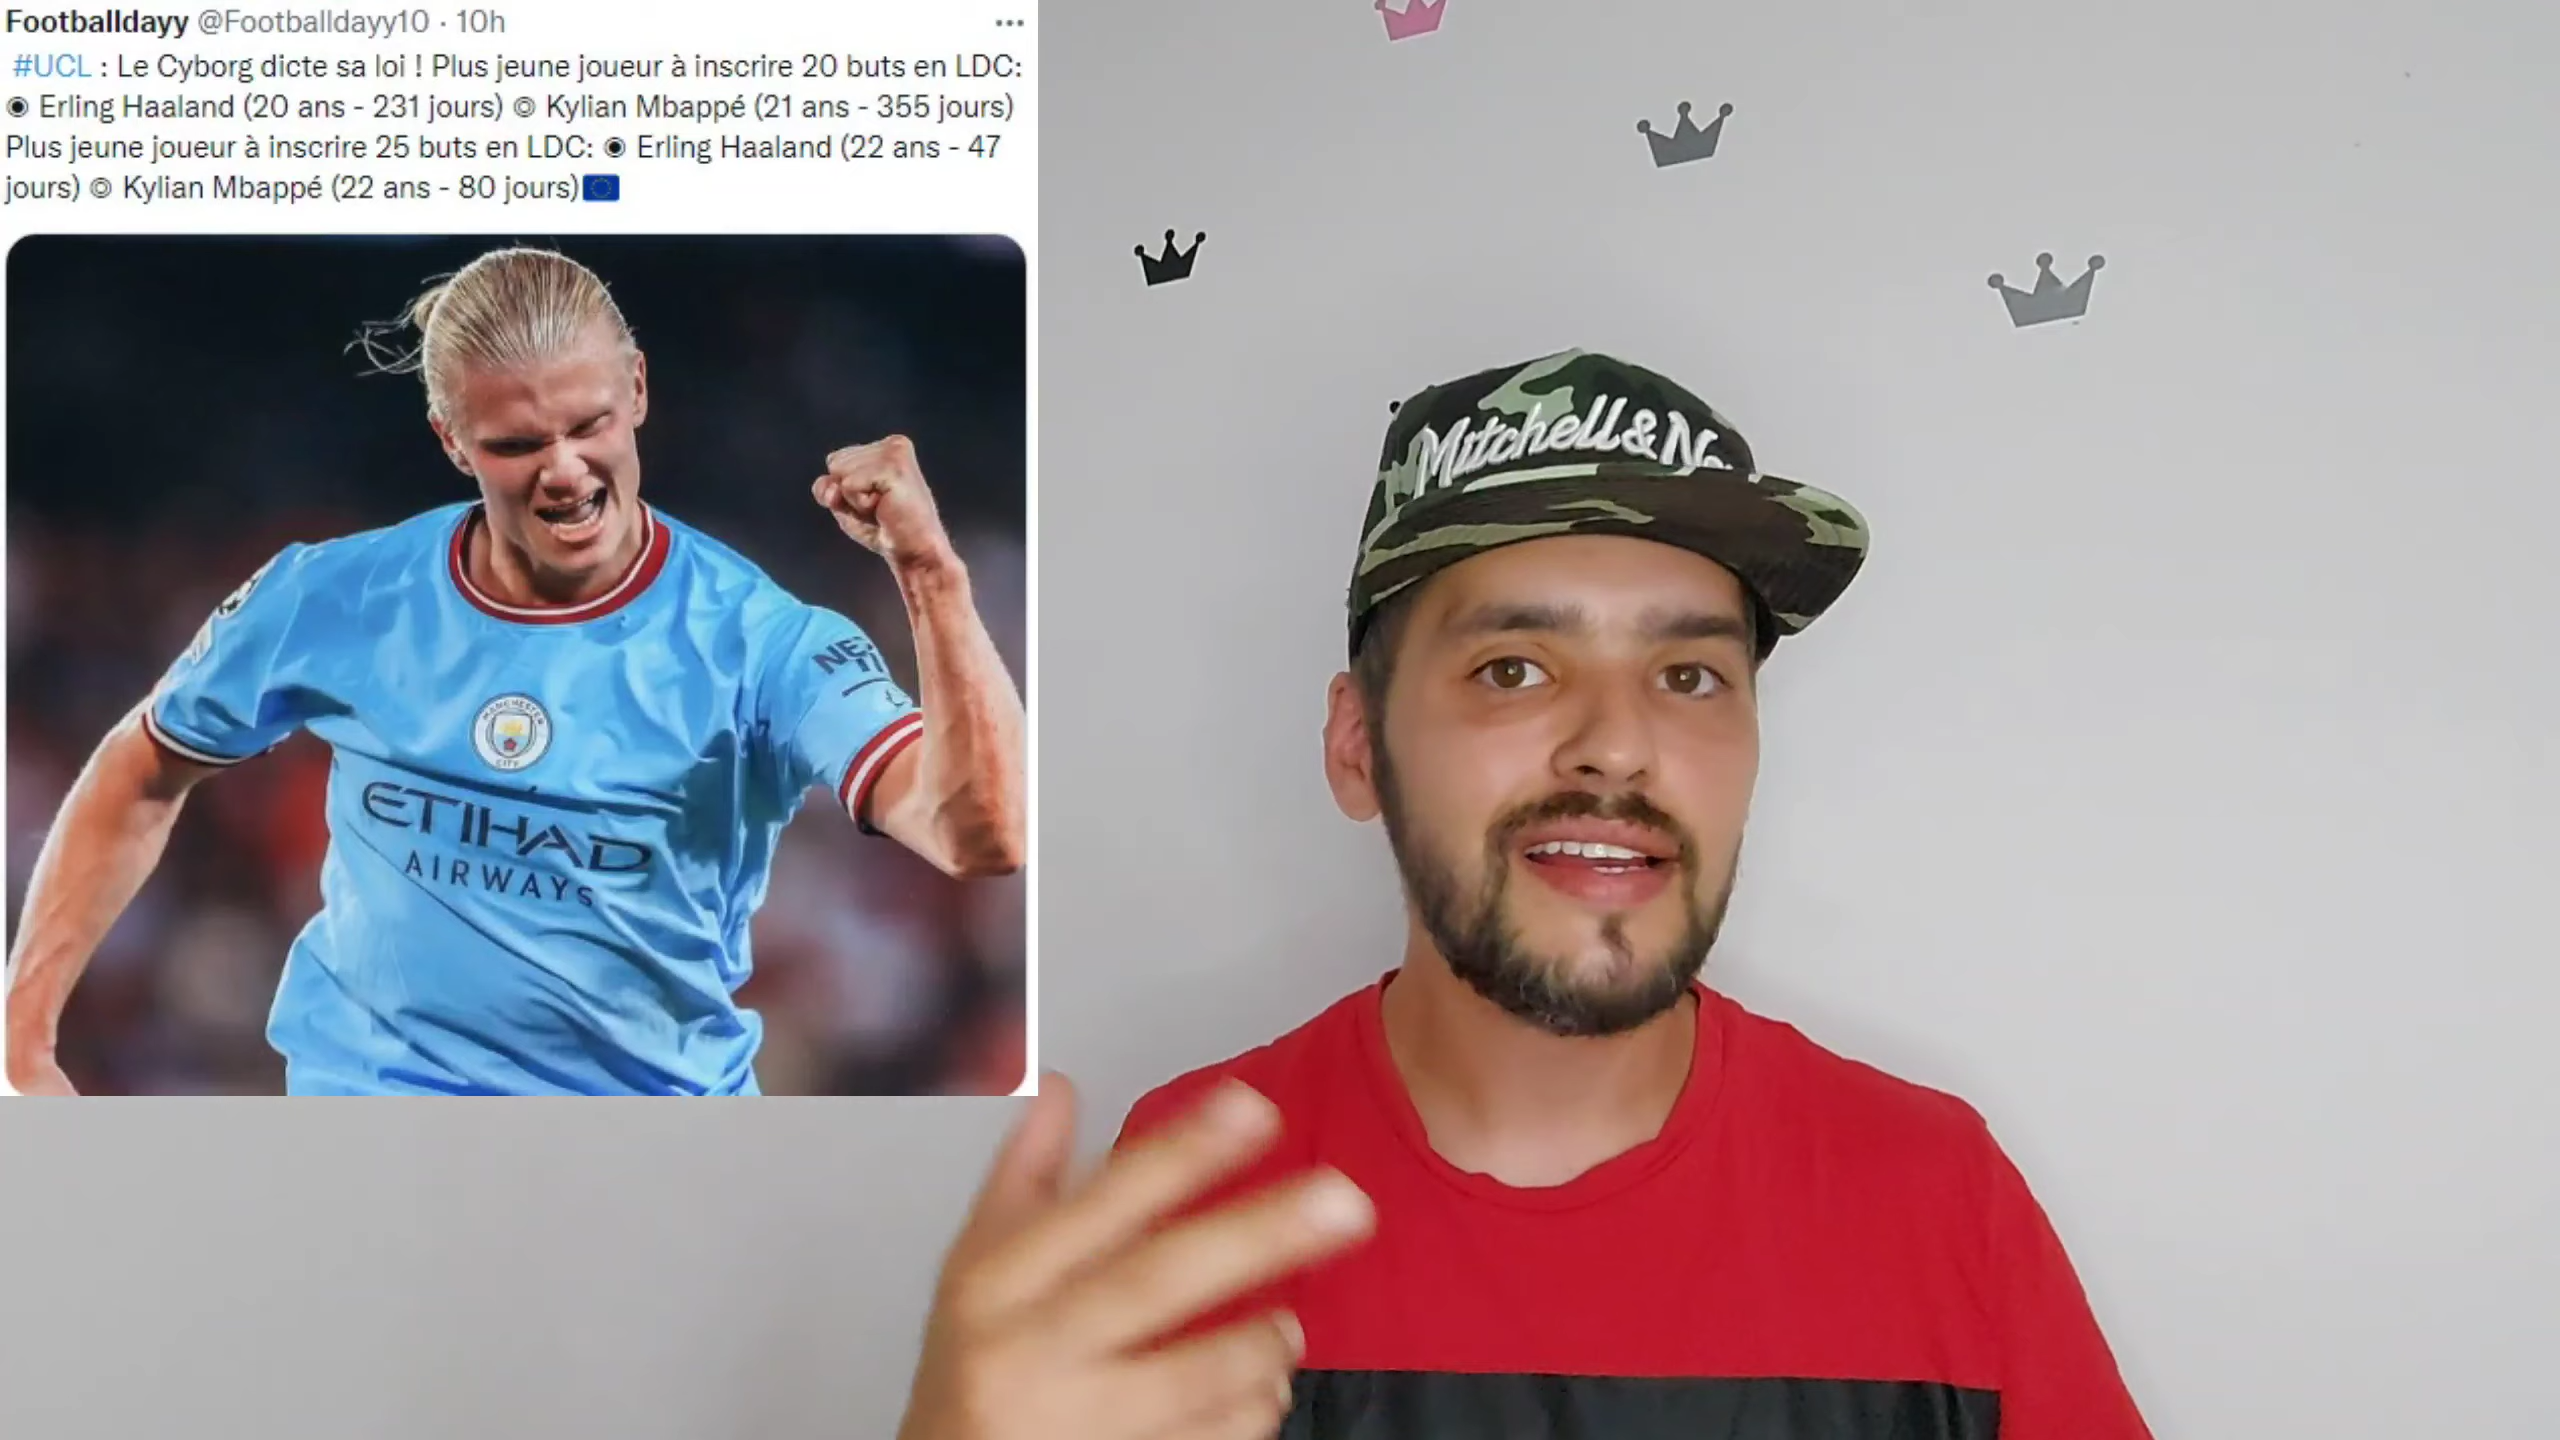 Footballdayy @Footballdayy10 · 10h
#UCL : Le Cyborg dicte sa loi ! Plus jeune joueur à inscrire 20 buts en LDC:
◉ Erling Haaland (20 ans - 231 jours) ◎ Kylian Mbappé (21 ans - 355 jours)
Plus jeune joueur à inscrire 25 buts en LDC: ◉ Erling Haaland (22 ans - 47
jours) ◎ Kylian Mbappé (22 ans - 80 jours)
MANCHESTER
CITY
ETIHAD
AIRWAYS
Mitchell &